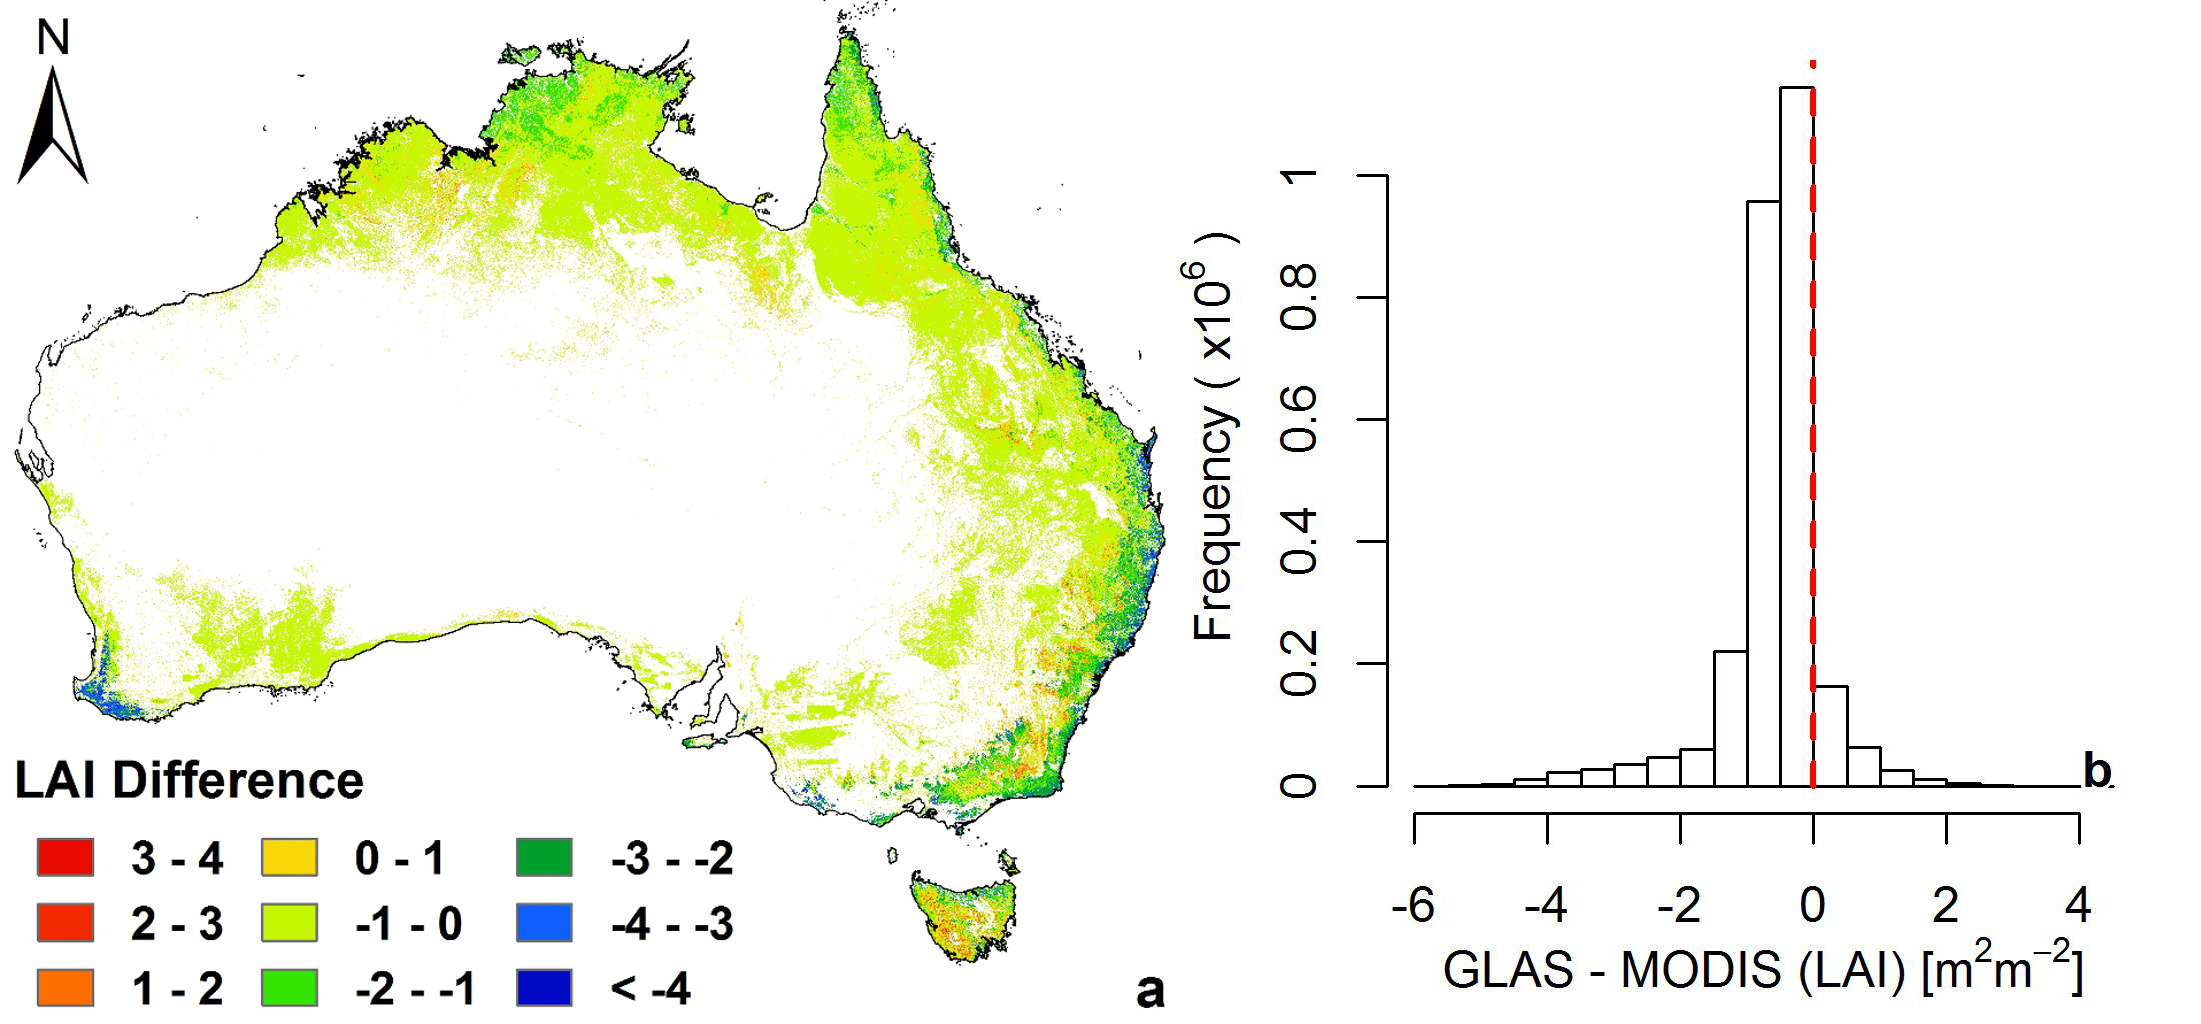 N
LAI Difference
3 - 4
0 - 1
-3 - -2
2 - 3
-1 - 0
-4 - -3
1 - 2
-2 - -1
< -4
a
Frequency ( x10⁶ )
1
0.8
0.6
0.4
0.2
0
b
-6 -4 -2 0 2 4
GLAS - MODIS (LAI) [m²m⁻²]